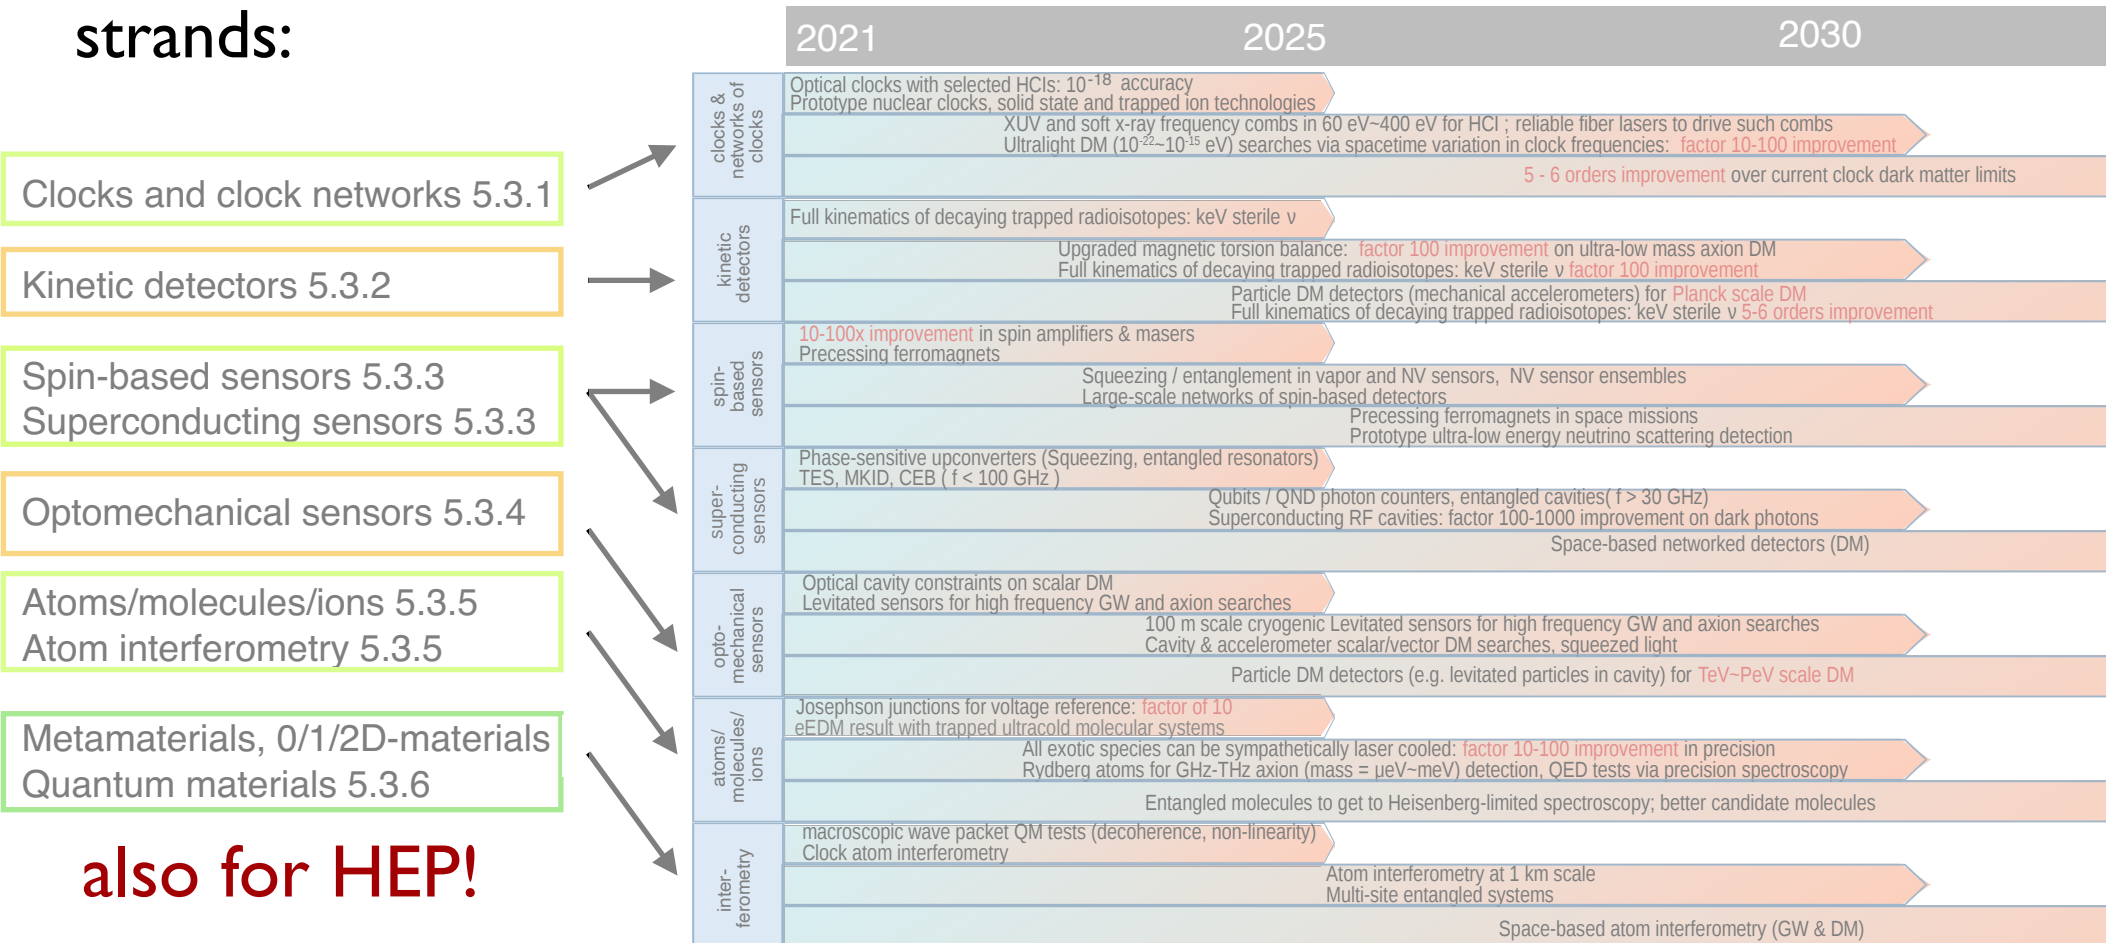 strands:
Clocks and clock networks 5.3.1
Kinetic detectors 5.3.2
Spin-based sensors 5.3.3
Superconducting sensors 5.3.3
Optomechanical sensors 5.3.4
Atoms/molecules/ions 5.3.5
Atom interferometry 5.3.5
Metamaterials, 0/1/2D-materials
Quantum materials 5.3.6
also for HEP!
2021 2025 2030
clocks &
networks of
clocks
Optical clocks with selected HCIs: 10⁻¹⁸ accuracy
Prototype nuclear clocks, solid state and trapped ion technologies
XUV and soft x-ray frequency combs in 60 eV~400 eV for HCI ; reliable fiber lasers to drive such combs
Ultralight DM (10⁻²²~10⁻¹⁵ eV) searches via spacetime variation in clock frequencies: factor 10-100 improvement
5 - 6 orders improvement over current clock dark matter limits
kinetic
detectors
Full kinematics of decaying trapped radioisotopes: keV sterile ν
Upgraded magnetic torsion balance: factor 100 improvement on ultra-low mass axion DM
Full kinematics of decaying trapped radioisotopes: keV sterile ν factor 100 improvement
Particle DM detectors (mechanical accelerometers) for Planck scale DM
Full kinematics of decaying trapped radioisotopes: keV sterile ν 5-6 orders improvement
spin-
based
sensors
10-100x improvement in spin amplifiers & masers
Precessing ferromagnets
Squeezing / entanglement in vapor and NV sensors, NV sensor ensembles
Large-scale networks of spin-based detectors
Precessing ferromagnets in space missions
Prototype ultra-low energy neutrino scattering detection
super-
conducting
sensors
Phase-sensitive upconverters (Squeezing, entangled resonators)
TES, MKID, CEB ( f < 100 GHz )
Qubits / QND photon counters, entangled cavities( f > 30 GHz)
Superconducting RF cavities: factor 100-1000 improvement on dark photons
Space-based networked detectors (DM)
opto-
mechanical
sensors
Optical cavity constraints on scalar DM
Levitated sensors for high frequency GW and axion searches
100 m scale cryogenic Levitated sensors for high frequency GW and axion searches
Cavity & accelerometer scalar/vector DM searches, squeezed light
Particle DM detectors (e.g. levitated particles in cavity) for TeV~PeV scale DM
atoms/
molecules/
ions
Josephson junctions for voltage reference: factor of 10
eEDM result with trapped ultracold molecular systems
All exotic species can be sympathetically laser cooled: factor 10-100 improvement in precision
Rydberg atoms for GHz-THz axion (mass = μeV~meV) detection, QED tests via precision spectroscopy
Entangled molecules to get to Heisenberg-limited spectroscopy; better candidate molecules
inter-
ferometry
macroscopic wave packet QM tests (decoherence, non-linearity)
Clock atom interferometry
Atom interferometry at 1 km scale
Multi-site entangled systems
Space-based atom interferometry (GW & DM)